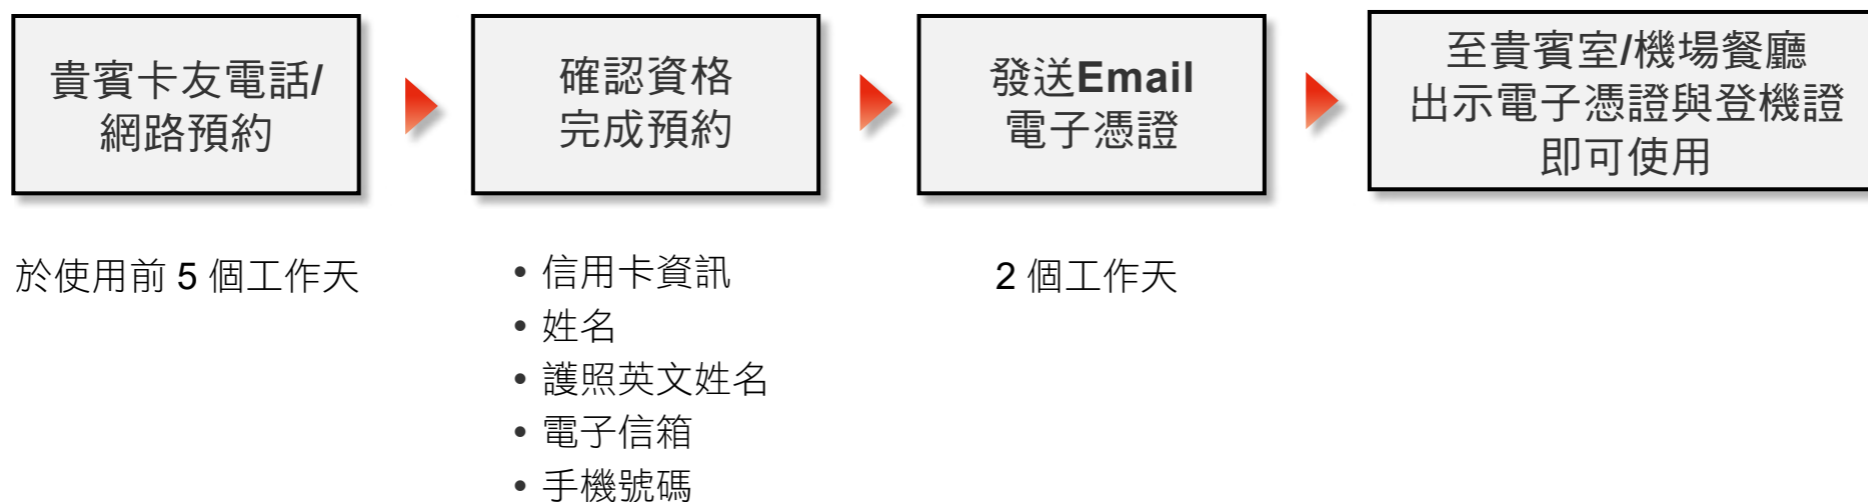 貴賓卡友電話/
網路預約
確認資格
完成預約
發送Email
電子憑證
至貴賓室/機場餐廳
出示電子憑證與登機證
即可使用
於使用前 5 個工作天
• 信用卡資訊
• 姓名
• 護照英文姓名
• 電子信箱
• 手機號碼
2 個工作天